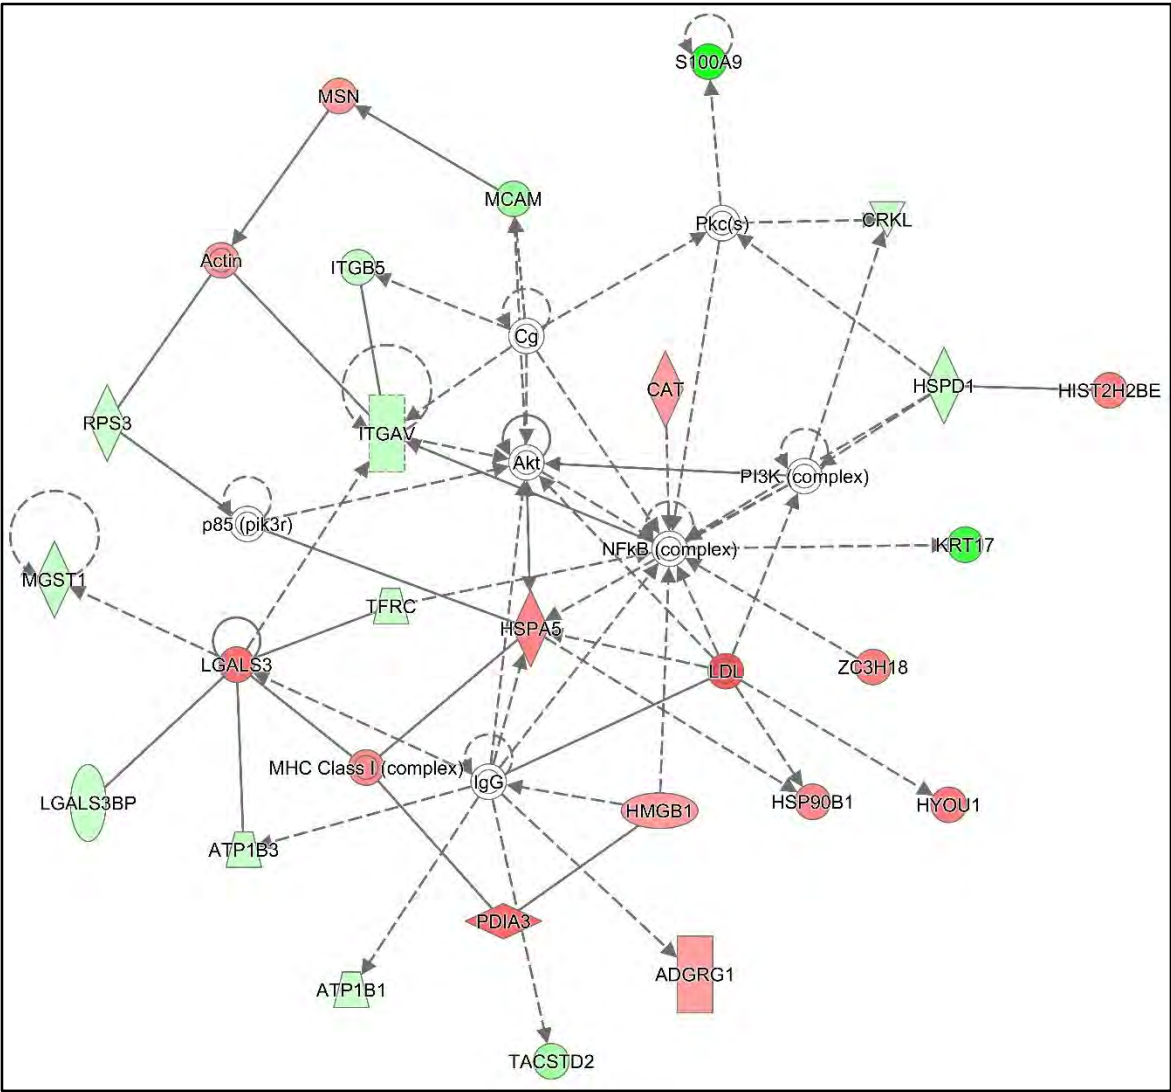 S100A9
MSN
MCAM
Pkc(s)
CRKL
Actin
ITGB5
Cg
CAT
HSPD1
HIST2H2BE
RPS3
ITGAV
Akt
PI3K (complex)
p85 (pik3r)
NFkB (complex)
KRT17
MGST1
TFRC
HSPA5
LGALS3
LDL
ZC3H18
MHC Class I (complex)
IgG
LGALS3BP
HMGB1
HSP90B1
HYOU1
ATP1B3
PDIA3
ADGRG1
ATP1B1
TACSTD2